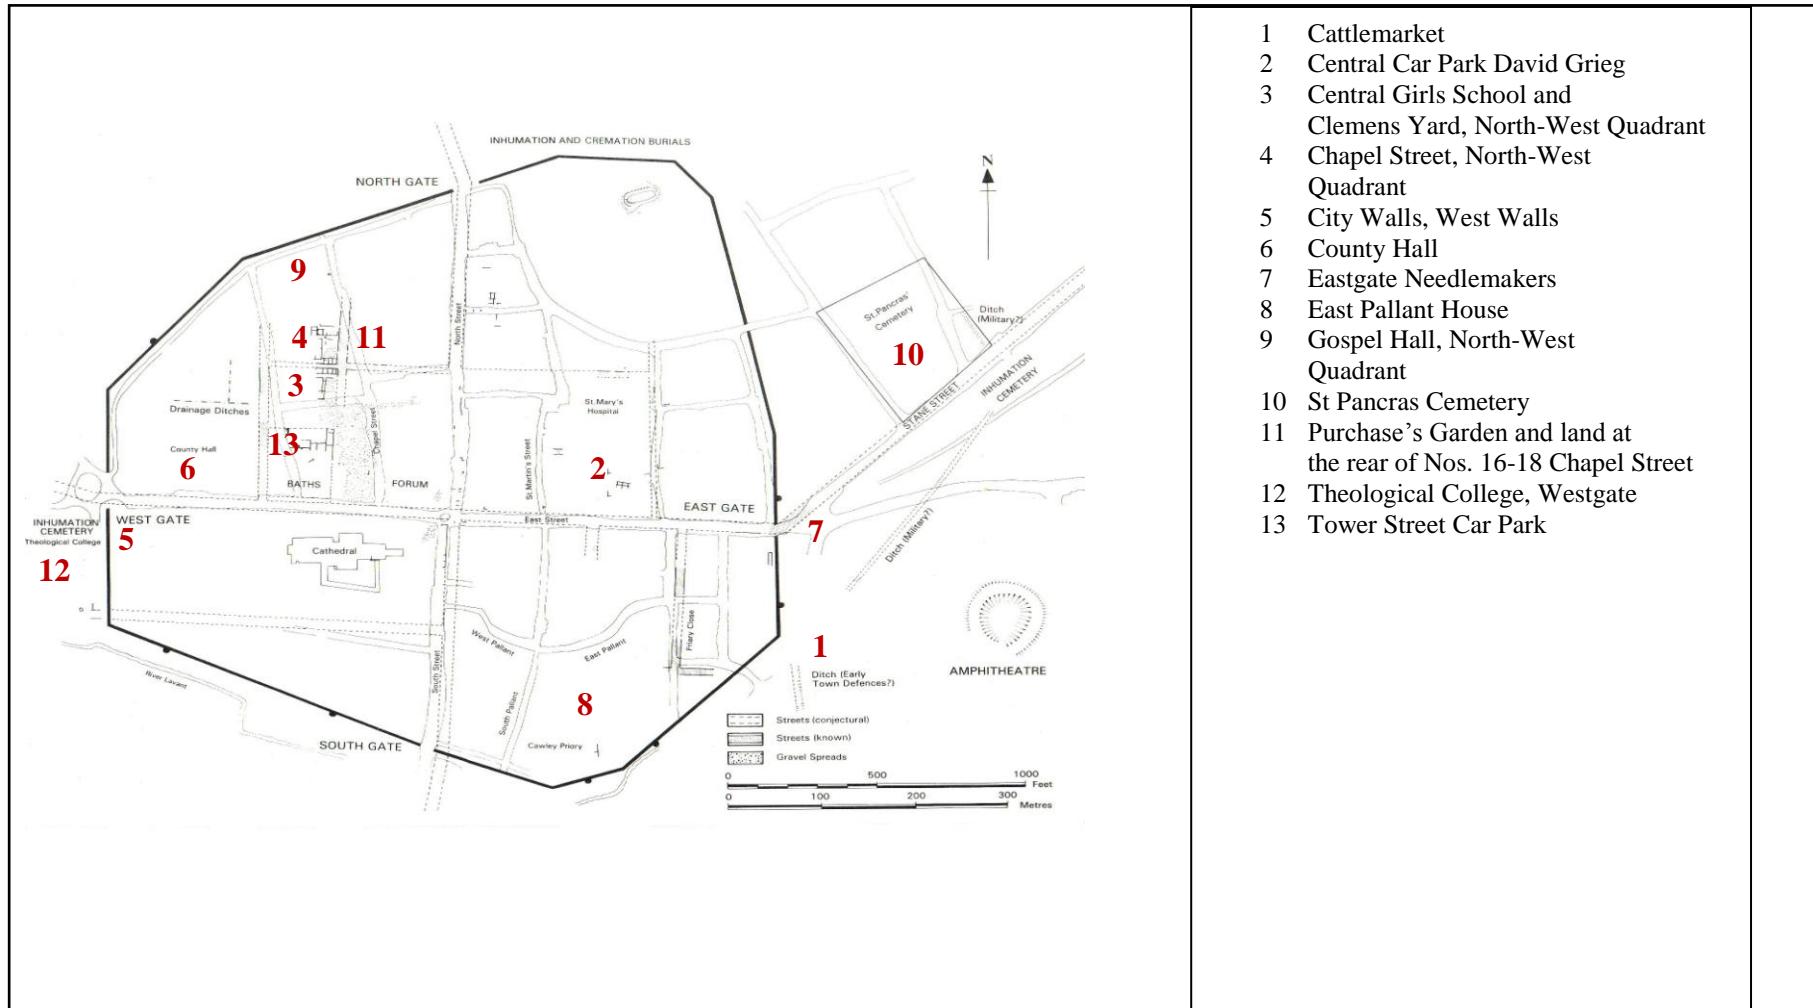 INHUMATION AND CREMATION BURIALS
NORTH GATE
N
9
St.Pancras'
Cemetery
Ditch
(Military?)
North Street
4
11
10
INHUMATION
CEMETERY
STANE STREET
3
Drainage Ditches
St.Mary's
Hospital
Chapel Street
13
County Hall
6
BATHS
FORUM
St.Martin's Street
2
EAST GATE
WEST GATE
East Street
7
Ditch (Military?)
INHUMATION
CEMETERY
Theological College
5
12
Cathedral
West Pallant
East Pallant
Friary Close
1
AMPHITHEATRE
Ditch (Early
Town Defences?)
River Lavant
South Street
South Pallant
8
SOUTH GATE
Cawley Priory
Streets (conjectural)
Streets (known)
Gravel Spreads
0 500 1000
Feet
0 100 200 300
Metres
1 Cattlemarket
2 Central Car Park David Grieg
3 Central Girls School and
Clemens Yard, North-West Quadrant
4 Chapel Street, North-West
Quadrant
5 City Walls, West Walls
6 County Hall
7 Eastgate Needlemakers
8 East Pallant House
9 Gospel Hall, North-West
Quadrant
10 St Pancras Cemetery
11 Purchase’s Garden and land at
the rear of Nos. 16-18 Chapel Street
12 Theological College, Westgate
13 Tower Street Car Park